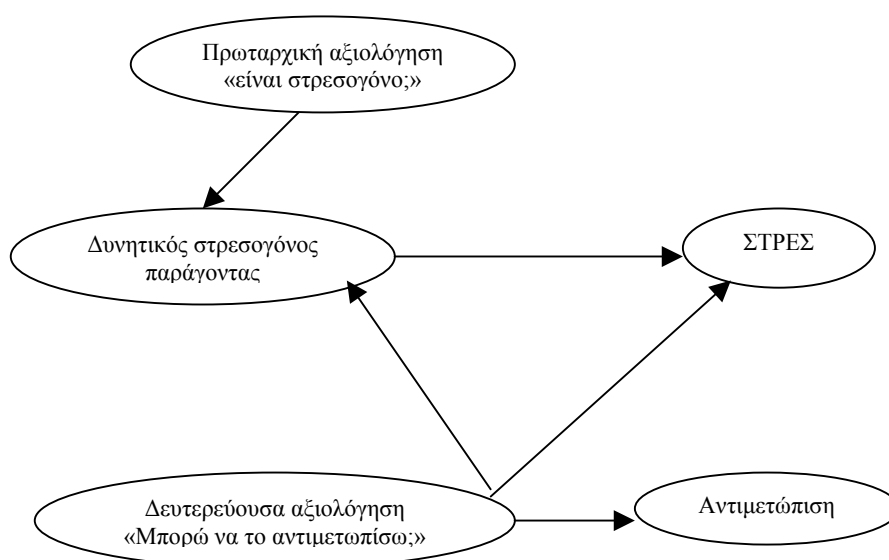 Πρωταρχική αξιολόγηση
«είναι στρεσογόνο;»
Δυνητικός στρεσογόνος
παράγοντας
ΣΤΡΕΣ
Δευτερεύουσα αξιολόγηση
«Μπορώ να το αντιμετωπίσω;»
Αντιμετώπιση